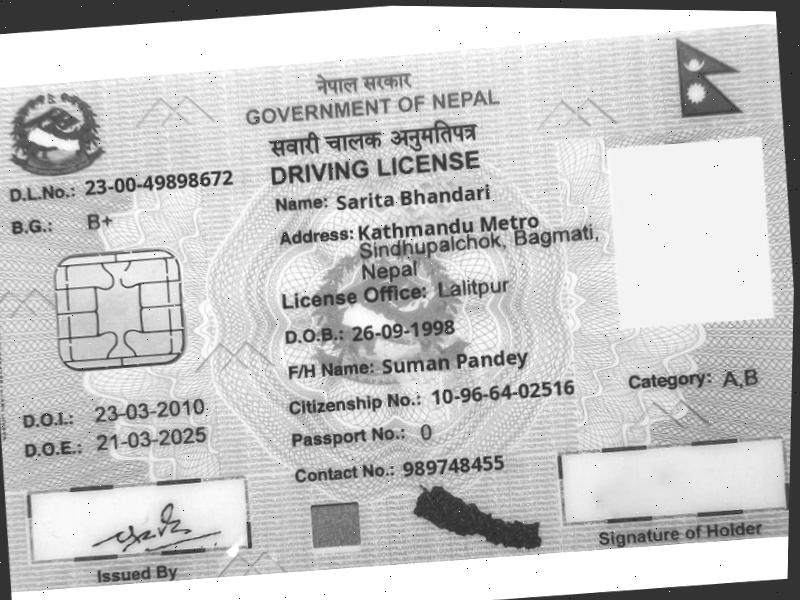 नेपाल सरकार
GOVERNMENT OF NEPAL
सवारी चालक अनुमतिपत्र
DRIVING LICENSE
D.L.No.: 23-00-49898672
B.G.: B+
Name: Sarita Bhandari
Address: Kathmandu Metro
Sindhupalchok, Bagmati,
Nepal
License Office: Lalitpur
D.O.B.: 26-09-1998
F/H Name: Suman Pandey
Citizenship No.: 10-96-64-02516
Passport No.: 0
Contact No.: 989748455
Category: A,B
D.O.I.: 23-03-2010
D.O.E.: 21-03-2025
Issued By
Signature of Holder